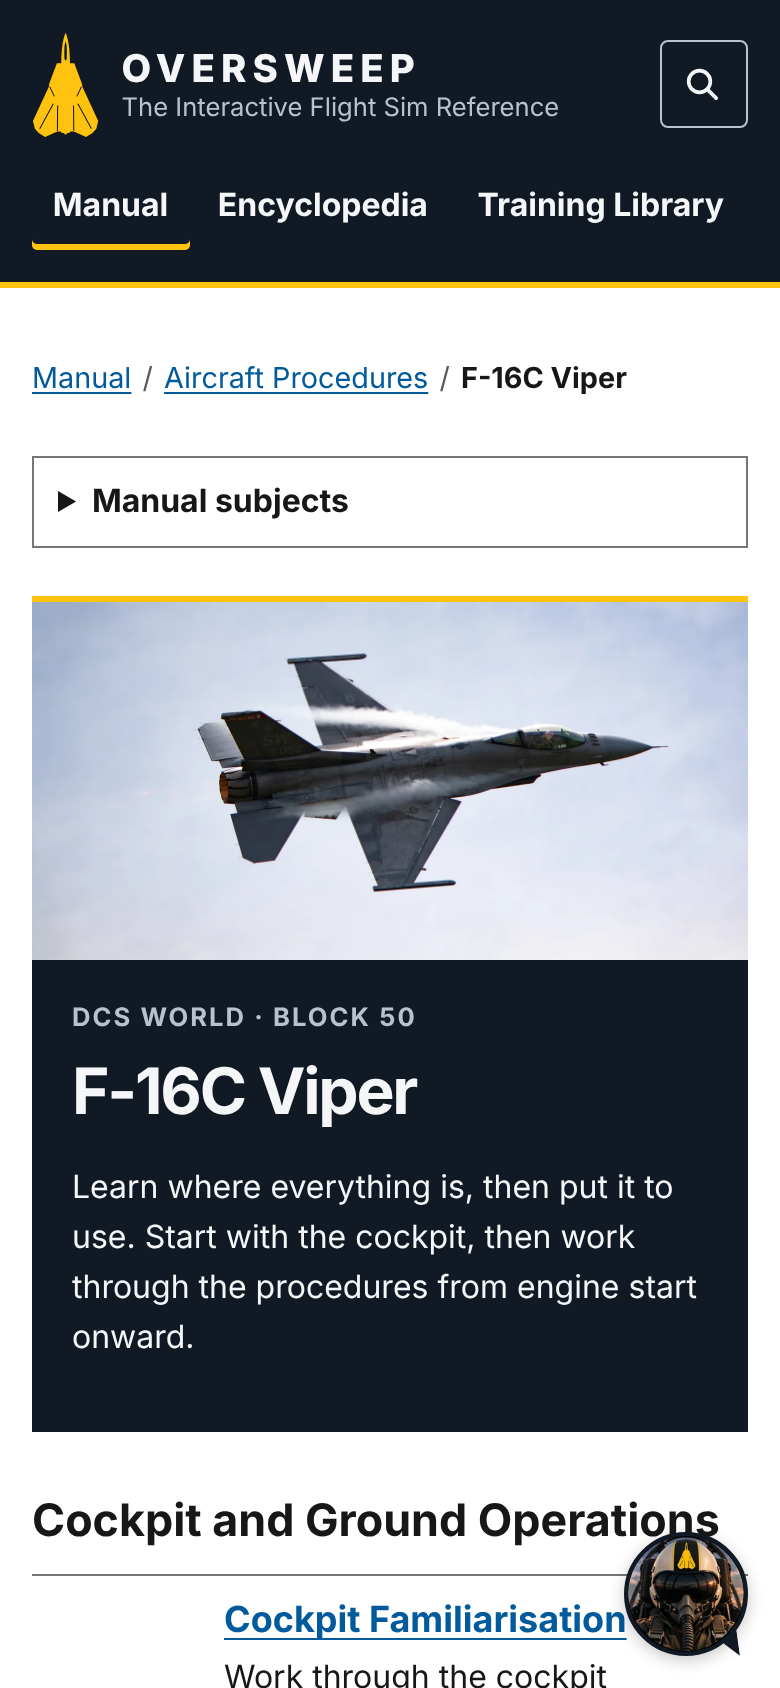 OVERSWEEP
The Interactive Flight Sim Reference
Manual Encyclopedia Training Library
Manual / Aircraft Procedures / F-16C Viper
Manual subjects
DCS WORLD · BLOCK 50
F-16C Viper
Learn where everything is, then put it to
use. Start with the cockpit, then work
through the procedures from engine start
onward.
Cockpit and Ground Operations
Cockpit Familiarisation
Work through the cockpit